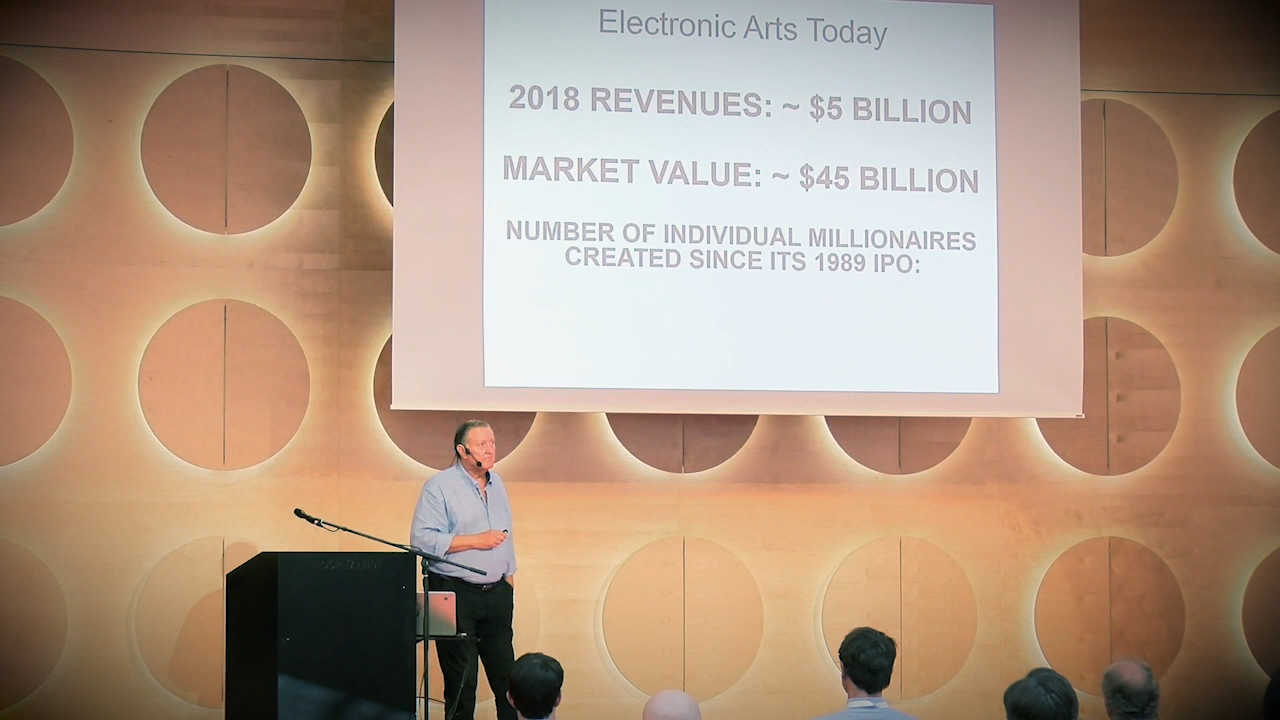 Electronic Arts Today
2018 REVENUES: ~ $5 BILLION
MARKET VALUE: ~ $45 BILLION
NUMBER OF INDIVIDUAL MILLIONAIRES
CREATED SINCE ITS 1989 IPO: